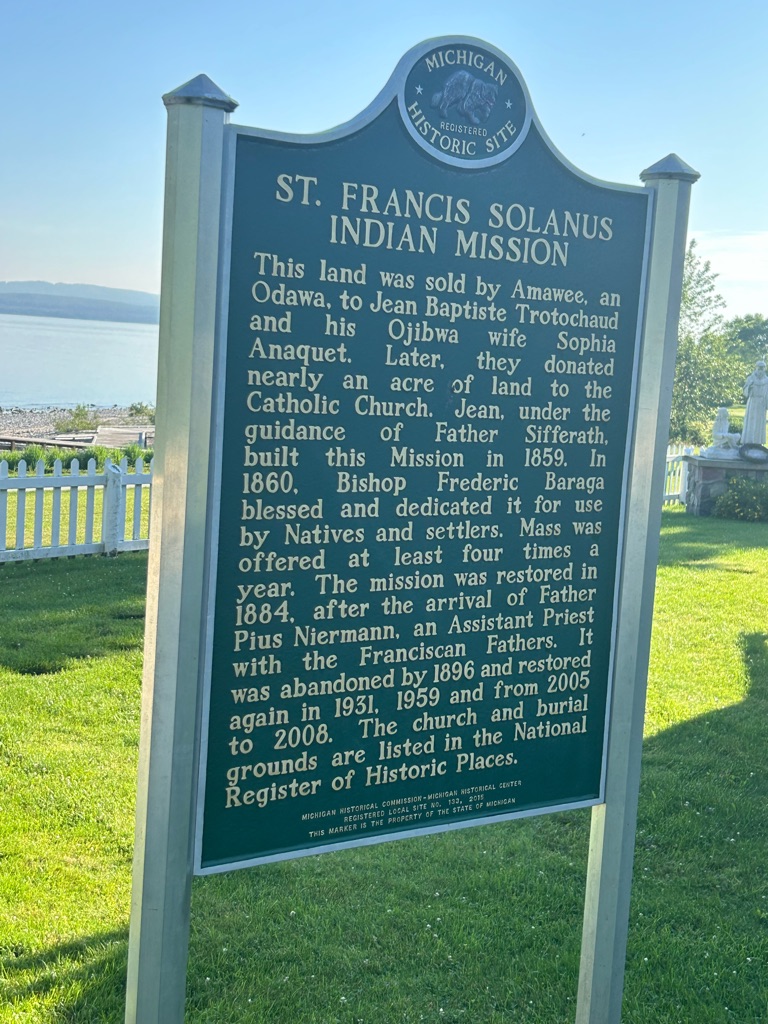 MICHIGAN
REGISTERED
HISTORIC SITE
ST. FRANCIS SOLANUS
INDIAN MISSION
This land was sold by Amawee, an
Odawa, to Jean Baptiste Trotochaud
and his Ojibwa wife Sophia
Anaquet. Later, they donated
nearly an acre of land to the
Catholic Church. Jean, under the
guidance of Father Sifferath,
built this Mission in 1859. In
1860, Bishop Frederic Baraga
blessed and dedicated it for use
by Natives and settlers. Mass was
offered at least four times a
year. The mission was restored in
1884, after the arrival of Father
Pius Niermann, an Assistant Priest
with the Franciscan Fathers. It
was abandoned by 1896 and restored
again in 1931, 1959 and from 2005
to 2008. The church and burial
grounds are listed in the National
Register of Historic Places.
MICHIGAN HISTORICAL COMMISSION-MICHIGAN HISTORICAL CENTER
REGISTERED LOCAL SITE NO. 132, 2015
THIS MARKER IS THE PROPERTY OF THE STATE OF MICHIGAN